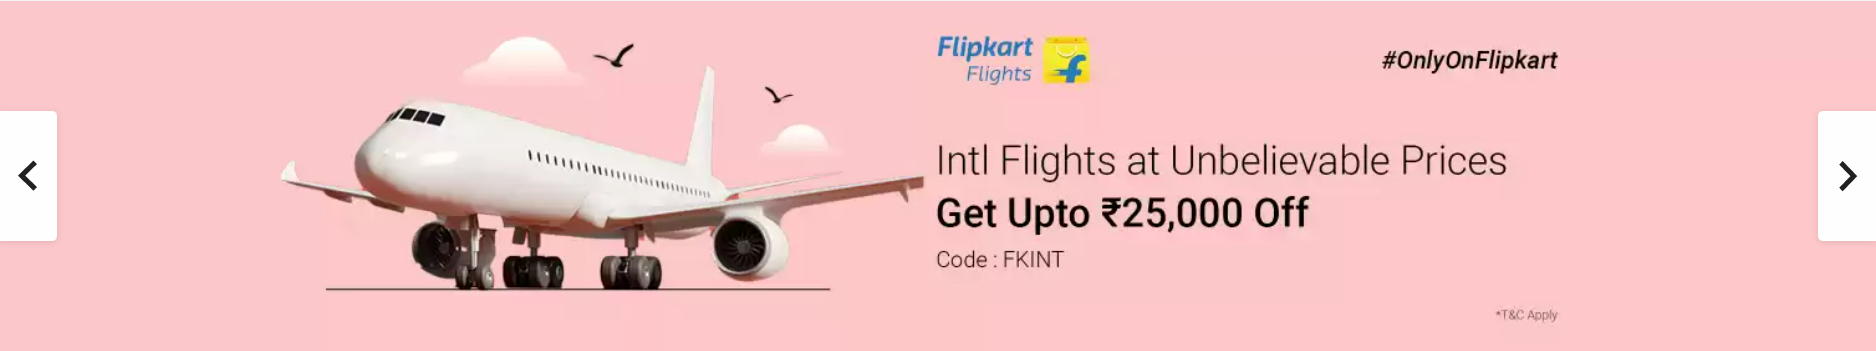 Flipkart
Flights
#OnlyOnFlipkart
Intl Flights at Unbelievable Prices
Get Upto ₹25,000 Off
Code : FKINT
*T&C Apply